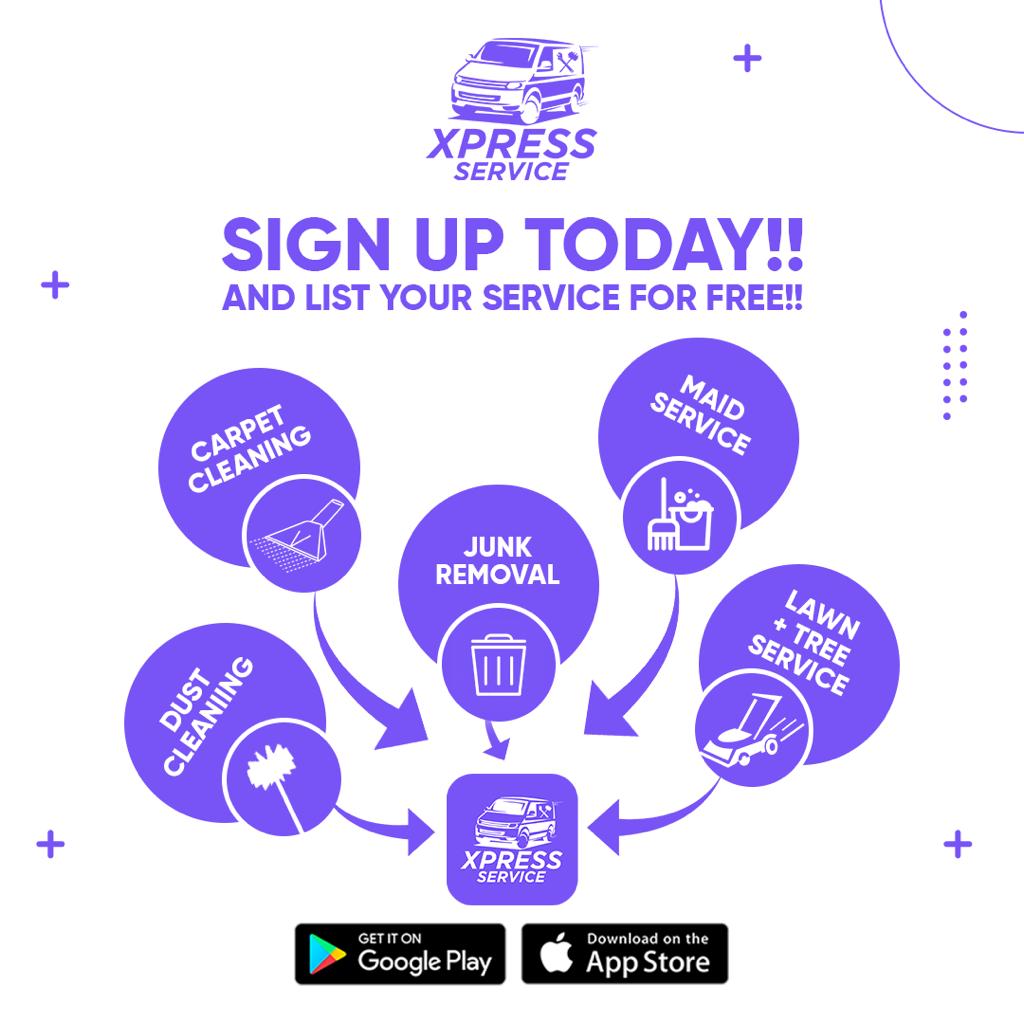 XPRESS
SERVICE
SIGN UP TODAY!!
AND LIST YOUR SERVICE FOR FREE!!
CARPET
CLEANING
MAID
SERVICE
JUNK
REMOVAL
LAWN
+ TREE
SERVICE
DUST
CLEANIING
XPRESS
SERVICE
GET IT ON
Google Play
Download on the
App Store